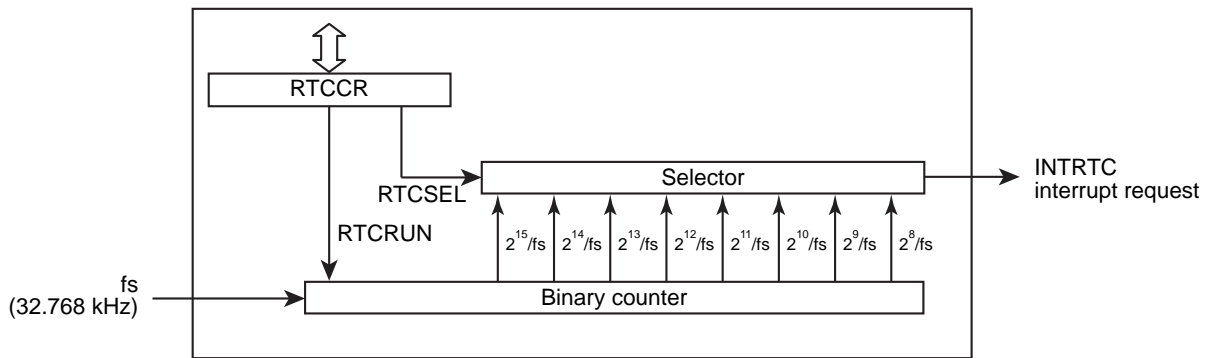 RTCCR
RTCSEL
Selector
INTRTC
interrupt request
RTCRUN
2^15/fs 2^14/fs 2^13/fs 2^12/fs 2^11/fs 2^10/fs 2^9/fs 2^8/fs
fs
(32.768 kHz)
Binary counter